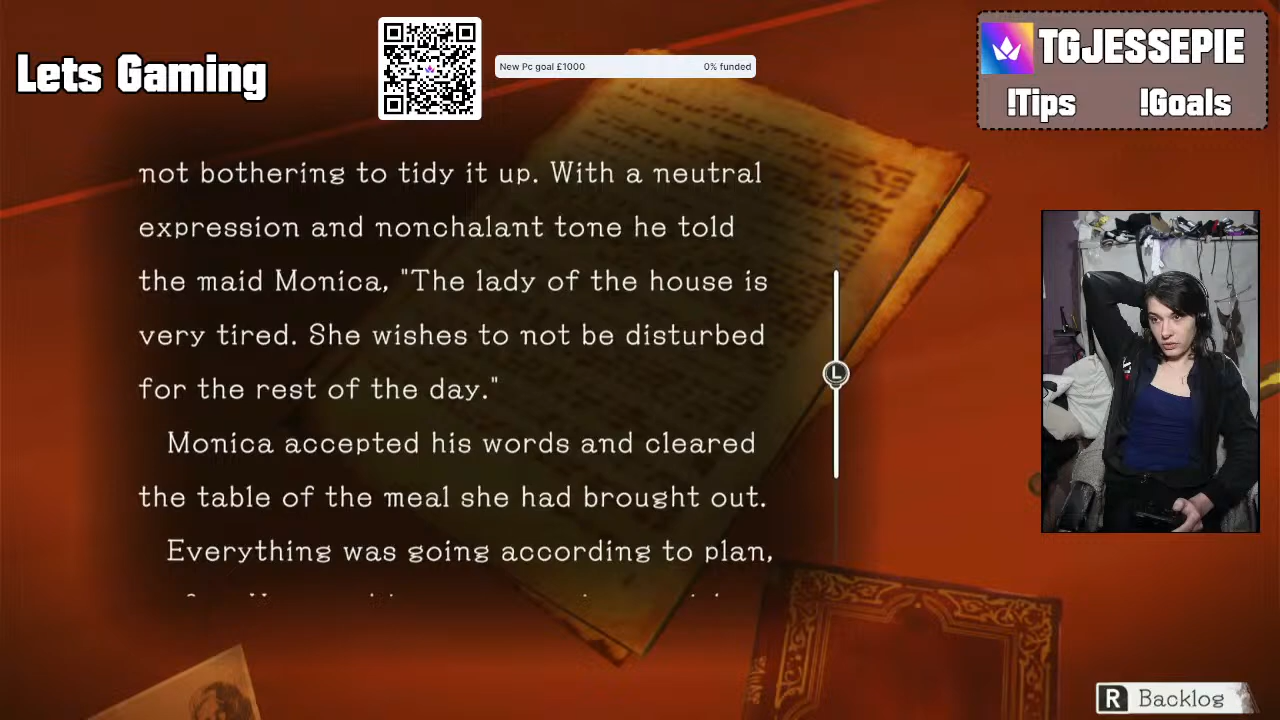 Lets Gaming
New Pc goal £1000
0% funded
TGJESSEPIE
!Tips
!Goals
not bothering to tidy it up. With a neutral
expression and nonchalant tone he told
the maid Monica, "The lady of the house is
very tired. She wishes to not be disturbed
for the rest of the day."
Monica accepted his words and cleared
the table of the meal she had brought out.
Everything was going according to plan,
L
R Backlog